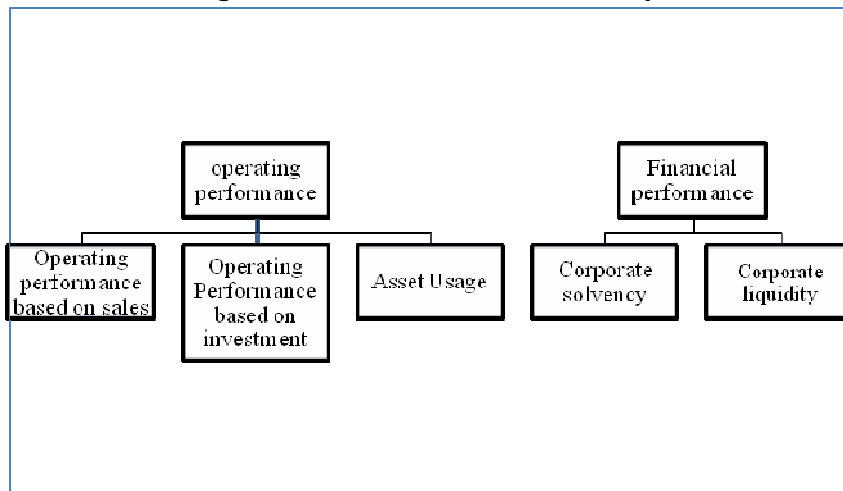 operating
performance
Financial
performance
Operating
performance
based on sales
Operating
Performance
based on
investment
Asset Usage
Corporate
solvency
Corporate
liquidity